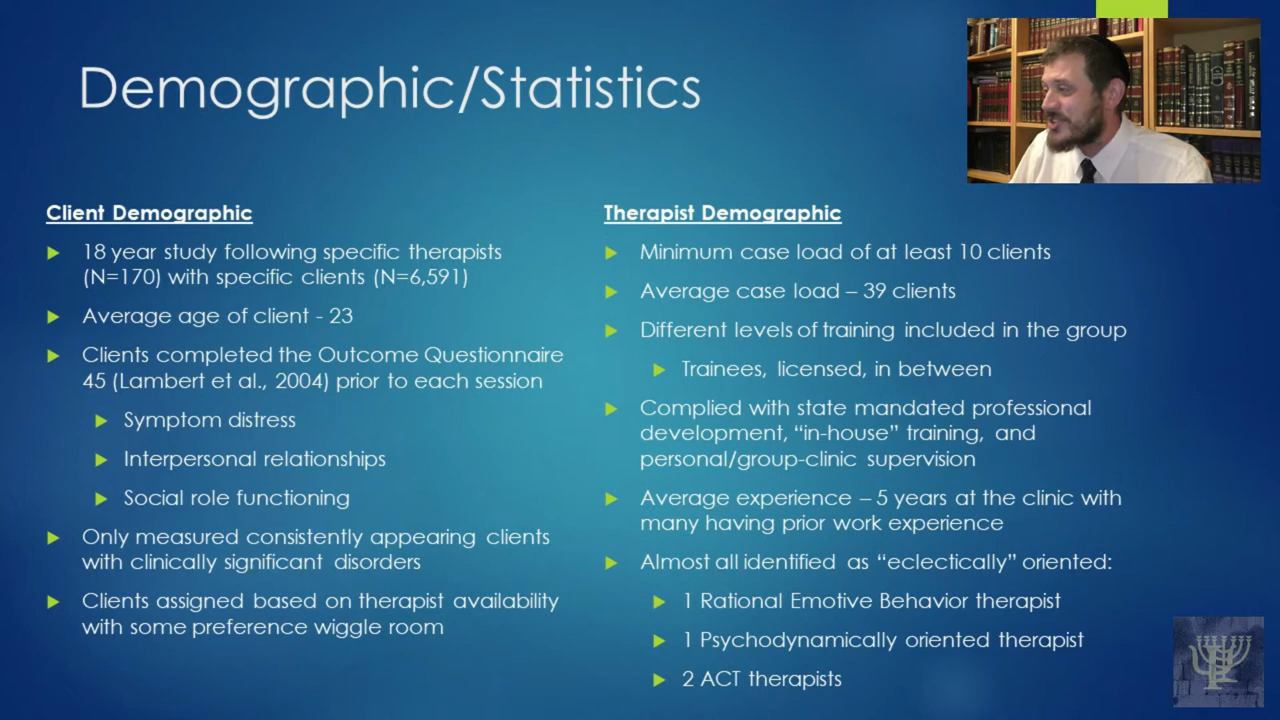 Demographic/Statistics
Client Demographic
18 year study following specific therapists
(N=170) with specific clients (N=6,591)
Average age of client - 23
Clients completed the Outcome Questionnaire
45 (Lambert et al., 2004) prior to each session
Symptom distress
Interpersonal relationships
Social role functioning
Only measured consistently appearing clients
with clinically significant disorders
Clients assigned based on therapist availability
with some preference wiggle room
Therapist Demographic
Minimum case load of at least 10 clients
Average case load – 39 clients
Different levels of training included in the group
Trainees, licensed, in between
Complied with state mandated professional
development, “in-house” training, and
personal/group-clinic supervision
Average experience – 5 years at the clinic with
many having prior work experience
Almost all identified as “eclectically” oriented:
1 Rational Emotive Behavior therapist
1 Psychodynamically oriented therapist
2 ACT therapists